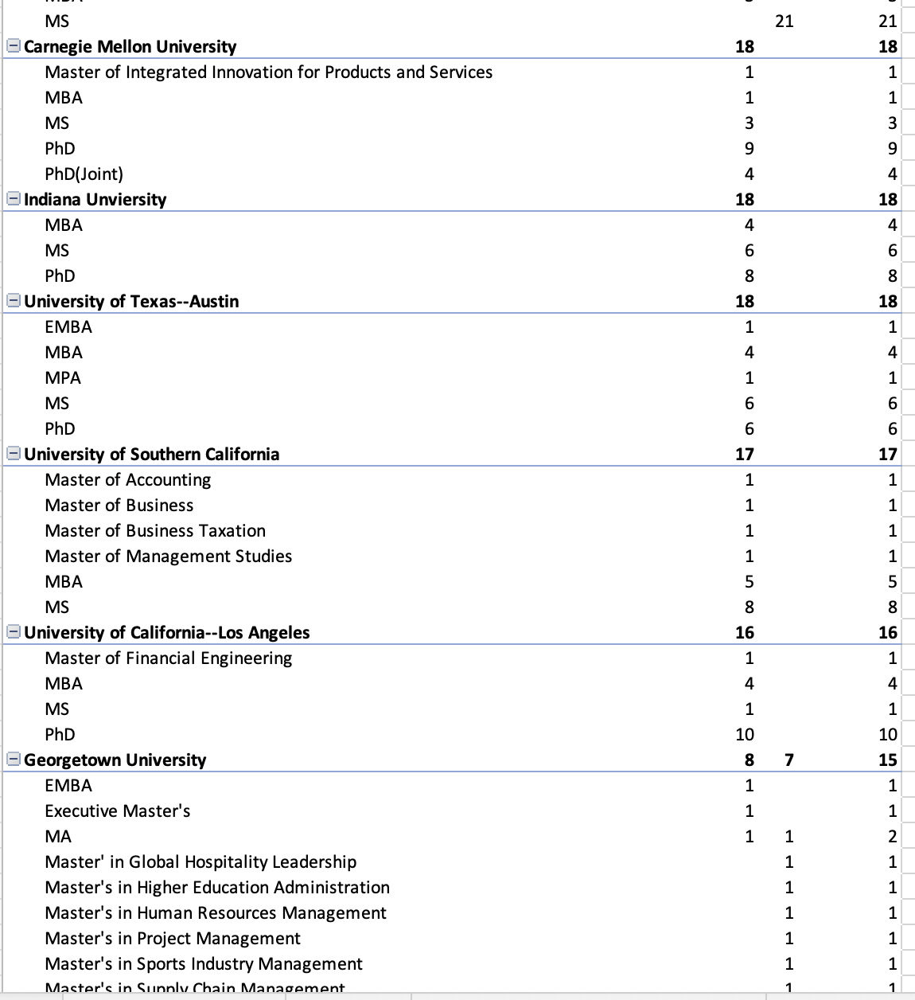 MBA
MS 21 21
Carnegie Mellon University 18 18
Master of Integrated Innovation for Products and Services 1 1
MBA 1 1
MS 3 3
PhD 9 9
PhD(Joint) 4 4
Indiana Unviersity 18 18
MBA 4 4
MS 6 6
PhD 8 8
University of Texas--Austin 18 18
EMBA 1 1
MBA 4 4
MPA 1 1
MS 6 6
PhD 6 6
University of Southern California 17 17
Master of Accounting 1 1
Master of Business 1 1
Master of Business Taxation 1 1
Master of Management Studies 1 1
MBA 5 5
MS 8 8
University of California--Los Angeles 16 16
Master of Financial Engineering 1 1
MBA 4 4
MS 1 1
PhD 10 10
Georgetown University 8 7 15
EMBA 1 1
Executive Master's 1 1
MA 1 1 2
Master' in Global Hospitality Leadership 1 1
Master's in Higher Education Administration 1 1
Master's in Human Resources Management 1 1
Master's in Project Management 1 1
Master's in Sports Industry Management 1 1
Master's in Supply Chain Management 1 1